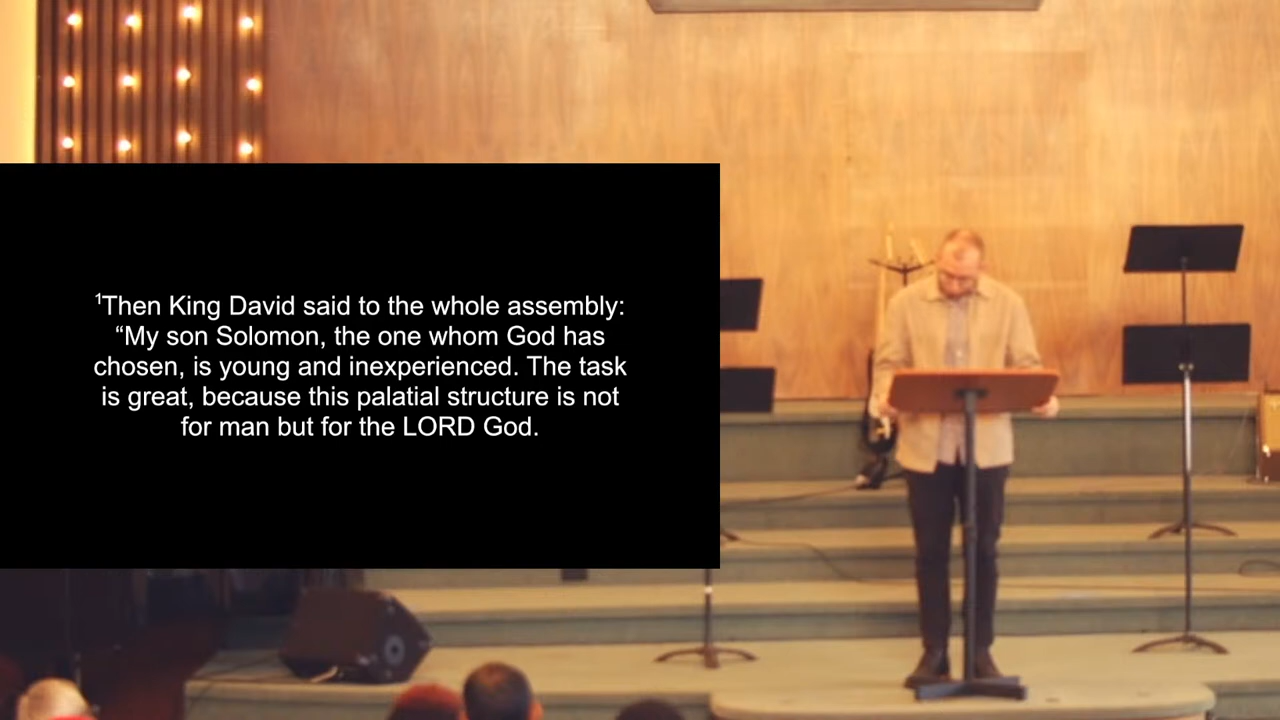 ¹Then King David said to the whole assembly:
“My son Solomon, the one whom God has
chosen, is young and inexperienced. The task
is great, because this palatial structure is not
for man but for the LORD God.